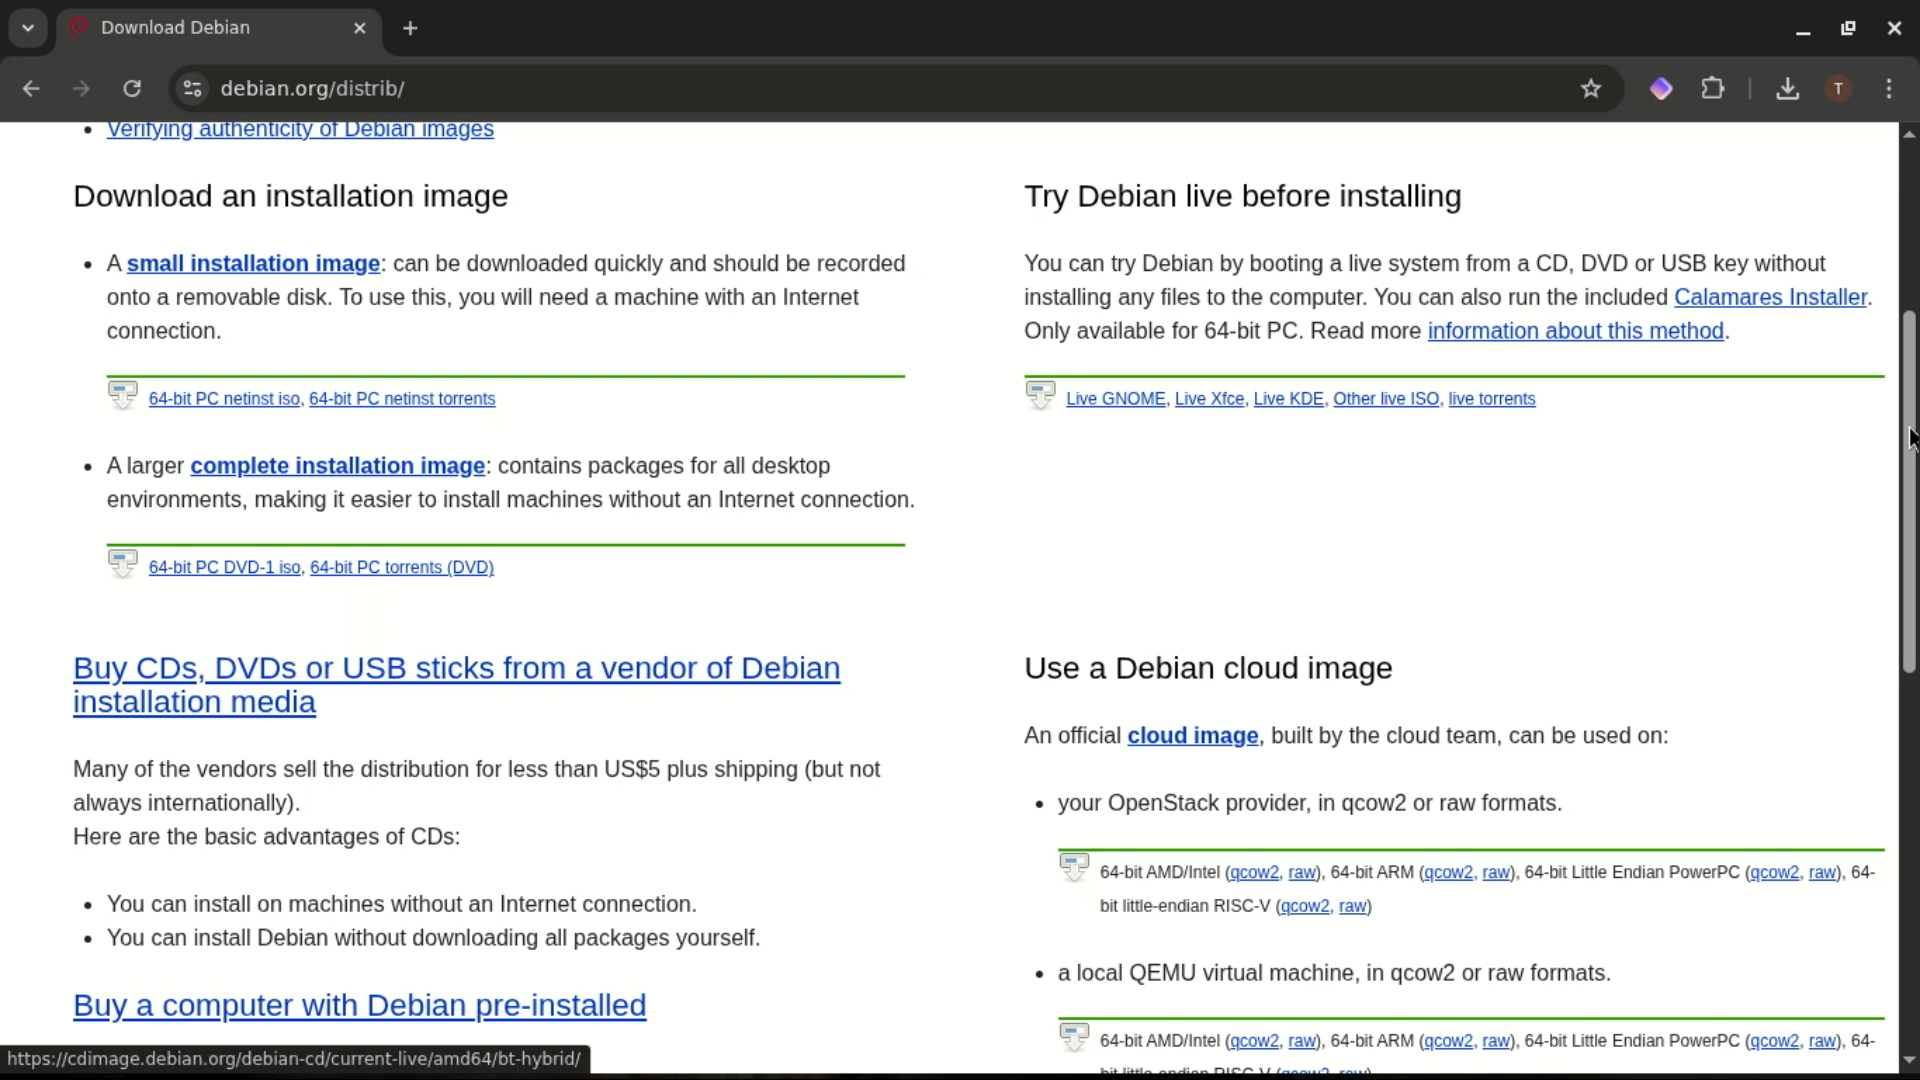 Download Debian
debian.org/distrib/
T
Verifying authenticity of Debian images
Download an installation image
A small installation image: can be downloaded quickly and should be recorded
onto a removable disk. To use this, you will need a machine with an Internet
connection.
64-bit PC netinst iso, 64-bit PC netinst torrents
A larger complete installation image: contains packages for all desktop
environments, making it easier to install machines without an Internet connection.
64-bit PC DVD-1 iso, 64-bit PC torrents (DVD)
Try Debian live before installing
You can try Debian by booting a live system from a CD, DVD or USB key without
installing any files to the computer. You can also run the included Calamares Installer.
Only available for 64-bit PC. Read more information about this method.
Live GNOME, Live Xfce, Live KDE, Other live ISO, live torrents
Buy CDs, DVDs or USB sticks from a vendor of Debian
installation media
Many of the vendors sell the distribution for less than US$5 plus shipping (but not
always internationally).
Here are the basic advantages of CDs:
You can install on machines without an Internet connection.
You can install Debian without downloading all packages yourself.
Buy a computer with Debian pre-installed
Use a Debian cloud image
An official cloud image, built by the cloud team, can be used on:
your OpenStack provider, in qcow2 or raw formats.
64-bit AMD/Intel (qcow2, raw), 64-bit ARM (qcow2, raw), 64-bit Little Endian PowerPC (qcow2, raw), 64-
bit little-endian RISC-V (qcow2, raw)
a local QEMU virtual machine, in qcow2 or raw formats.
64-bit AMD/Intel (qcow2, raw), 64-bit ARM (qcow2, raw), 64-bit Little Endian PowerPC (qcow2, raw), 64-
bit little-endian RISC-V (qcow2, raw)
https://cdimage.debian.org/debian-cd/current-live/amd64/bt-hybrid/